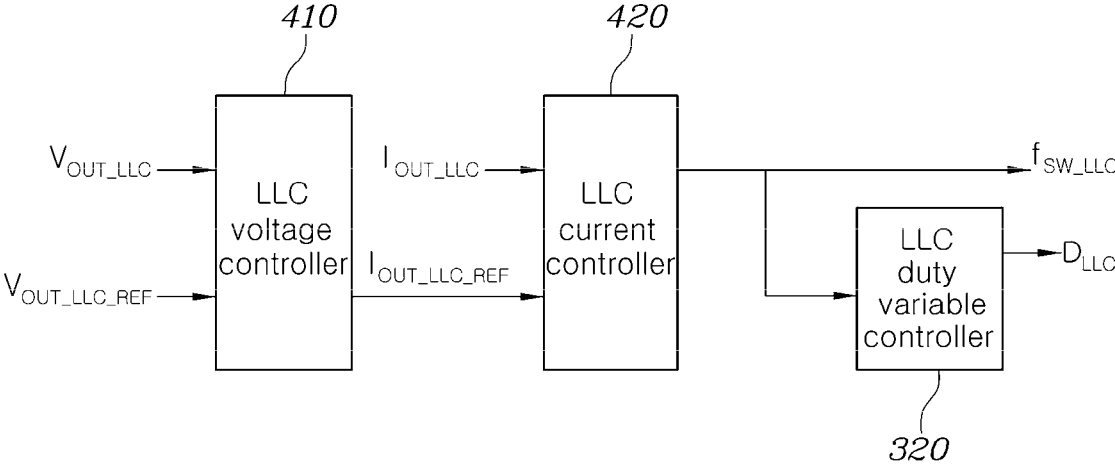 410
420
V_OUT_LLC
I_OUT_LLC
f_SW_LLC
LLC
voltage
controller
LLC
current
controller
LLC
duty
variable
controller
D_LLC
V_OUT_LLC_REF
I_OUT_LLC_REF
320